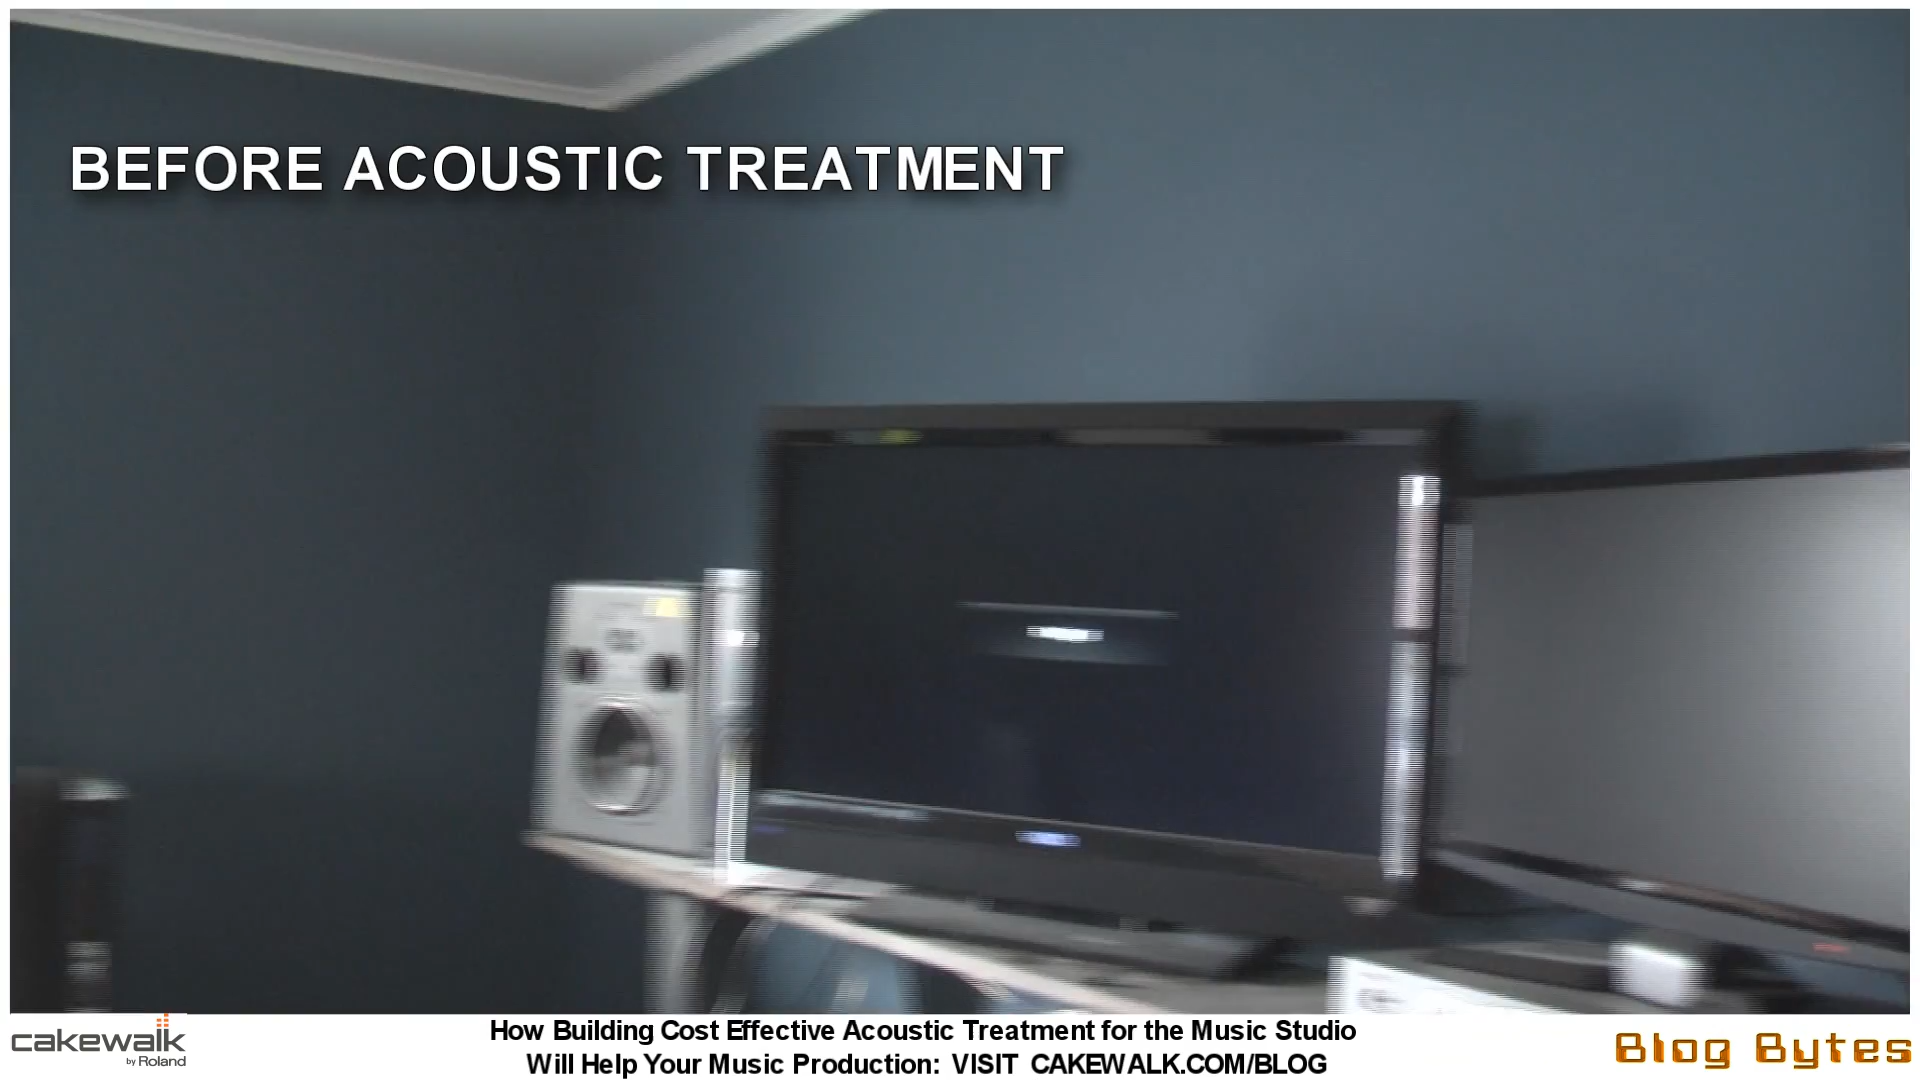 BEFORE ACOUSTIC TREATMENT
cakewalk
by Roland
How Building Cost Effective Acoustic Treatment for the Music Studio
Will Help Your Music Production: VISIT CAKEWALK.COM/BLOG
Blog Bytes